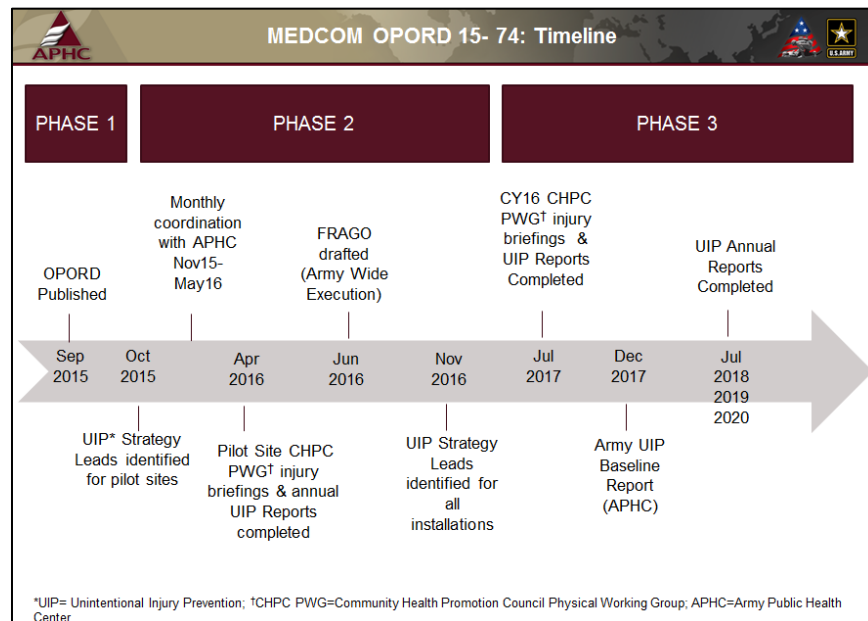 MEDCOM OPORD 15- 74: Timeline
APHC
U.S.ARMY
PHASE 1
PHASE 2
PHASE 3
OPORD
Published
Monthly
coordination
with APHC
Nov15-
May16
FRAGO
drafted
(Army Wide
Execution)
CY16 CHPC
PWG† injury
briefings &
UIP Reports
Completed
UIP Annual
Reports
Completed
Sep
2015
Oct
2015
Apr
2016
Jun
2016
Nov
2016
Jul
2017
Dec
2017
Jul
2018
2019
2020
UIP* Strategy
Leads identified
for pilot sites
Pilot Site CHPC
PWG† injury
briefings & annual
UIP Reports
completed
UIP Strategy
Leads
identified for
all
installations
Army UIP
Baseline
Report
(APHC)
*UIP= Unintentional Injury Prevention; †CHPC PWG=Community Health Promotion Council Physical Working Group; APHC=Army Public Health
Center